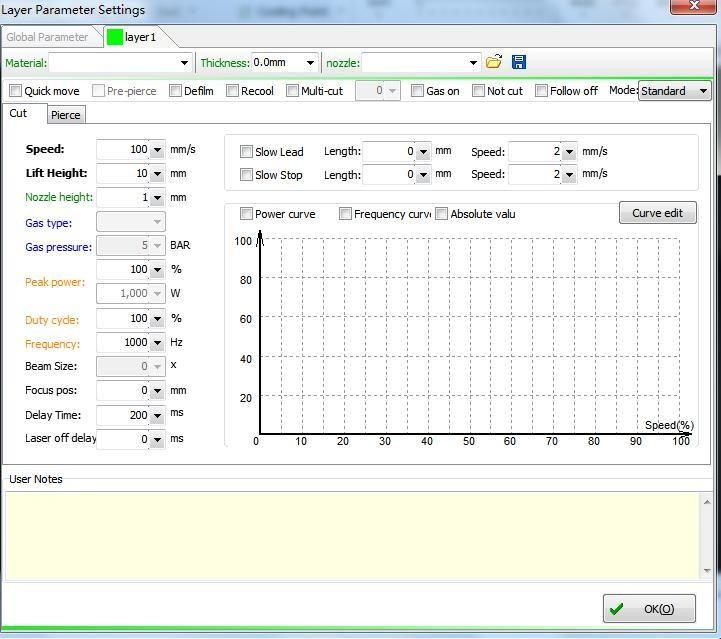 Layer Parameter Settings
Global Parameter layer1
Material: Thickness: 0.0mm nozzle:
Quick move Pre-pierce Defilm Recool Multi-cut 0 Gas on Not cut Follow off Mode: Standard
Cut Pierce
Speed: 100 mm/s
Lift Height: 10 mm
Nozzle height: 1 mm
Gas type:
Gas pressure: 5 BAR
Peak power: 100 %
1,000 W
Duty cycle: 100 %
Frequency: 1000 Hz
Beam Size: 0 x
Focus pos: 0 mm
Delay Time: 200 ms
Laser off delay 0 ms
Slow Lead Length: 0 mm Speed: 2 mm/s
Slow Stop Length: 0 mm Speed: 2 mm/s
Power curve Frequency curv Absolute valu Curve edit
100
80
60
40
20
Speed(%)
0 10 20 30 40 50 60 70 80 90 100
User Notes
OK(O)